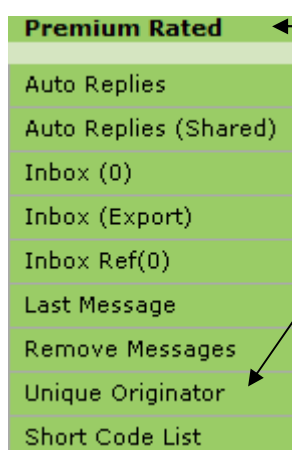 Premium Rated
Auto Replies
Auto Replies (Shared)
Inbox (0)
Inbox (Export)
Inbox Ref(0)
Last Message
Remove Messages
Unique Originator
Short Code List